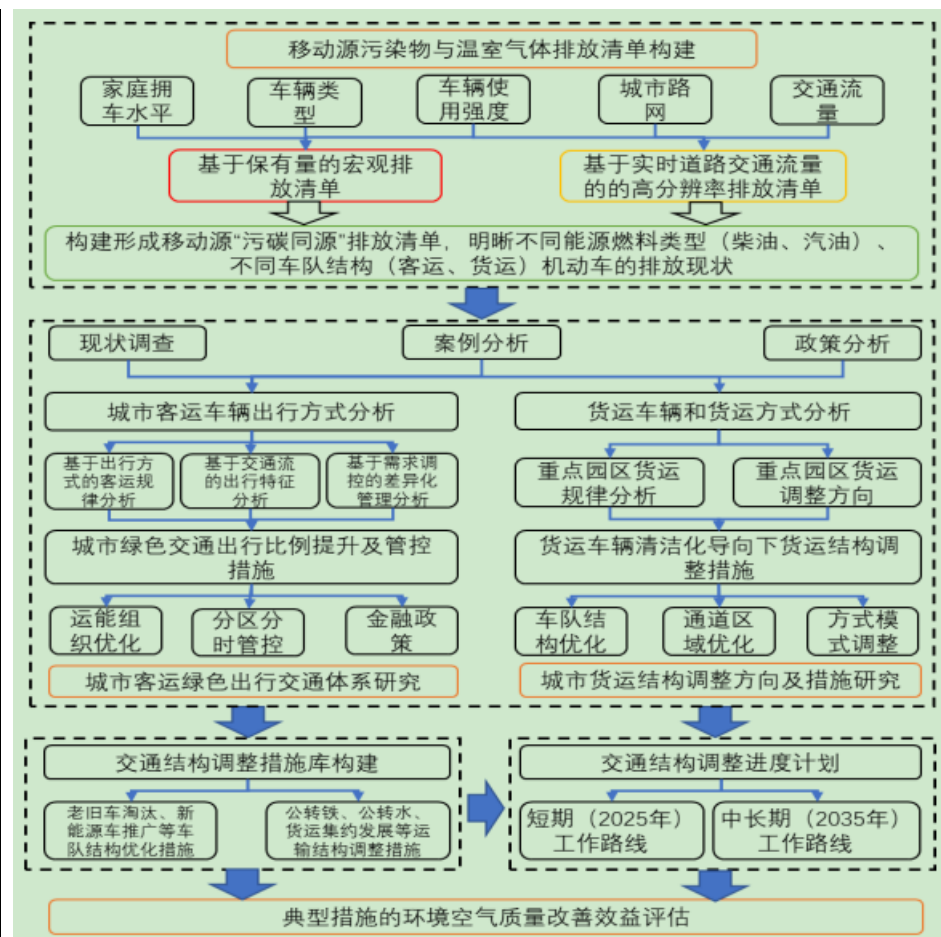 移动源污染物与温室气体排放清单构建
家庭拥
车水平
车辆类
型
车辆使
用强度
城市路
网
交通流
量
基于保有量的宏观排
放清单
基于实时道路交通流量
的的高分辨率排放清单
构建形成移动源“污碳同源”排放清单，明晰不同能源燃料类型（柴油、汽油）、
不同车队结构（客运、货运）机动车的排放现状
现状调查
案例分析
政策分析
城市客运车辆出行方式分析
货运车辆和货运方式分析
基于出行方
式的客运规
律分析
基于交通流
的出行特征
分析
基于需求调
控的差异化
管理分析
重点园区货运
规律分析
重点园区货运
调整方向
城市绿色交通出行比例提升及管控
措施
货运车辆清洁化导向下货运结构调
整措施
运能组
织优化
分区分
时管控
金融政
策
车队结
构优化
通道区
域优化
方式模
式调整
城市客运绿色出行交通体系研究
城市货运结构调整方向及措施研究
交通结构调整措施库构建
老旧车淘汰、新
能源车推广等车
队结构优化措施
公转铁、公转水、
货运集约发展等运
输结构调整措施
交通结构调整进度计划
短期（2025年）
工作路线
中长期（2035年）
工作路线
典型措施的环境空气质量改善效益评估